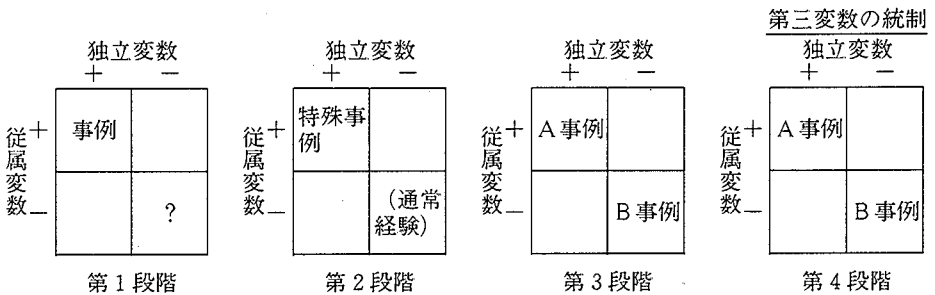 第三変数の統制
独立変数
+ −
従属変数
+
−
事例
?
第1段階
独立変数
+ −
従属変数
+
−
特殊事
例
(通常
経験)
第2段階
独立変数
+ −
従属変数
+
−
A事例
B事例
第3段階
独立変数
+ −
従属変数
+
−
A事例
B事例
第4段階